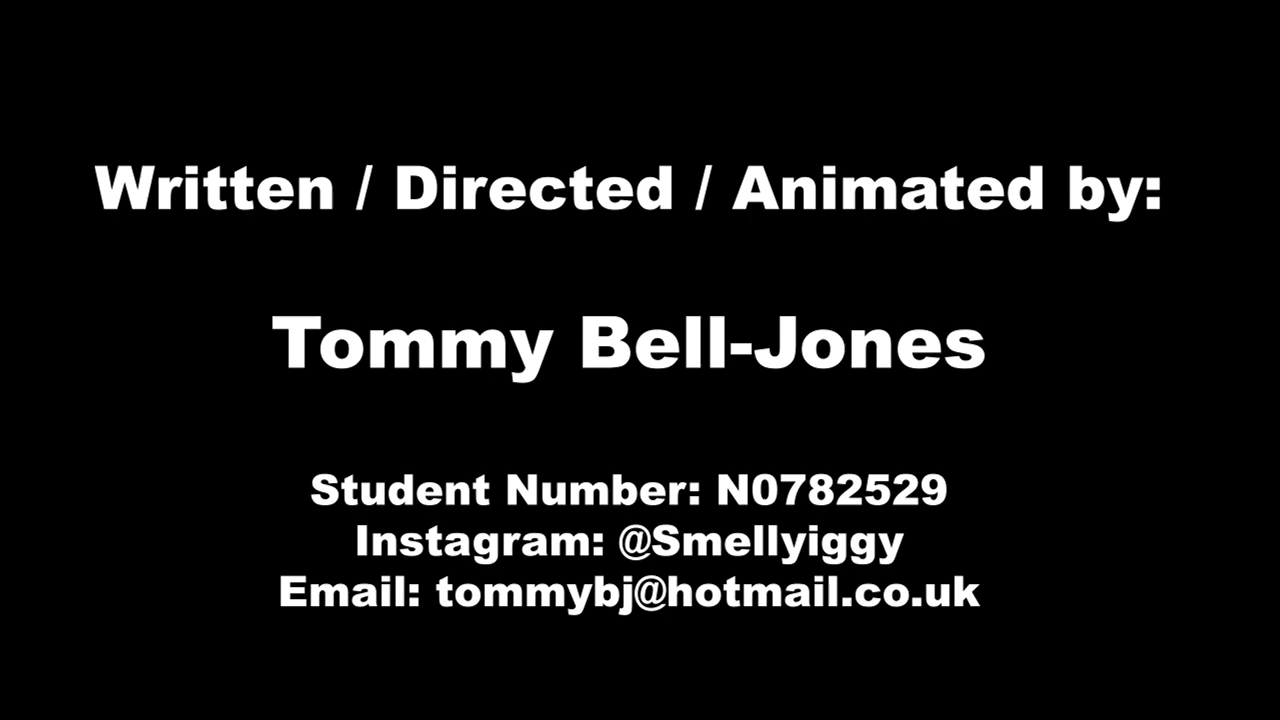 Written / Directed / Animated by:
Tommy Bell-Jones
Student Number: N0782529
Instagram: @Smellyiggy
Email: tommybj@hotmail.co.uk